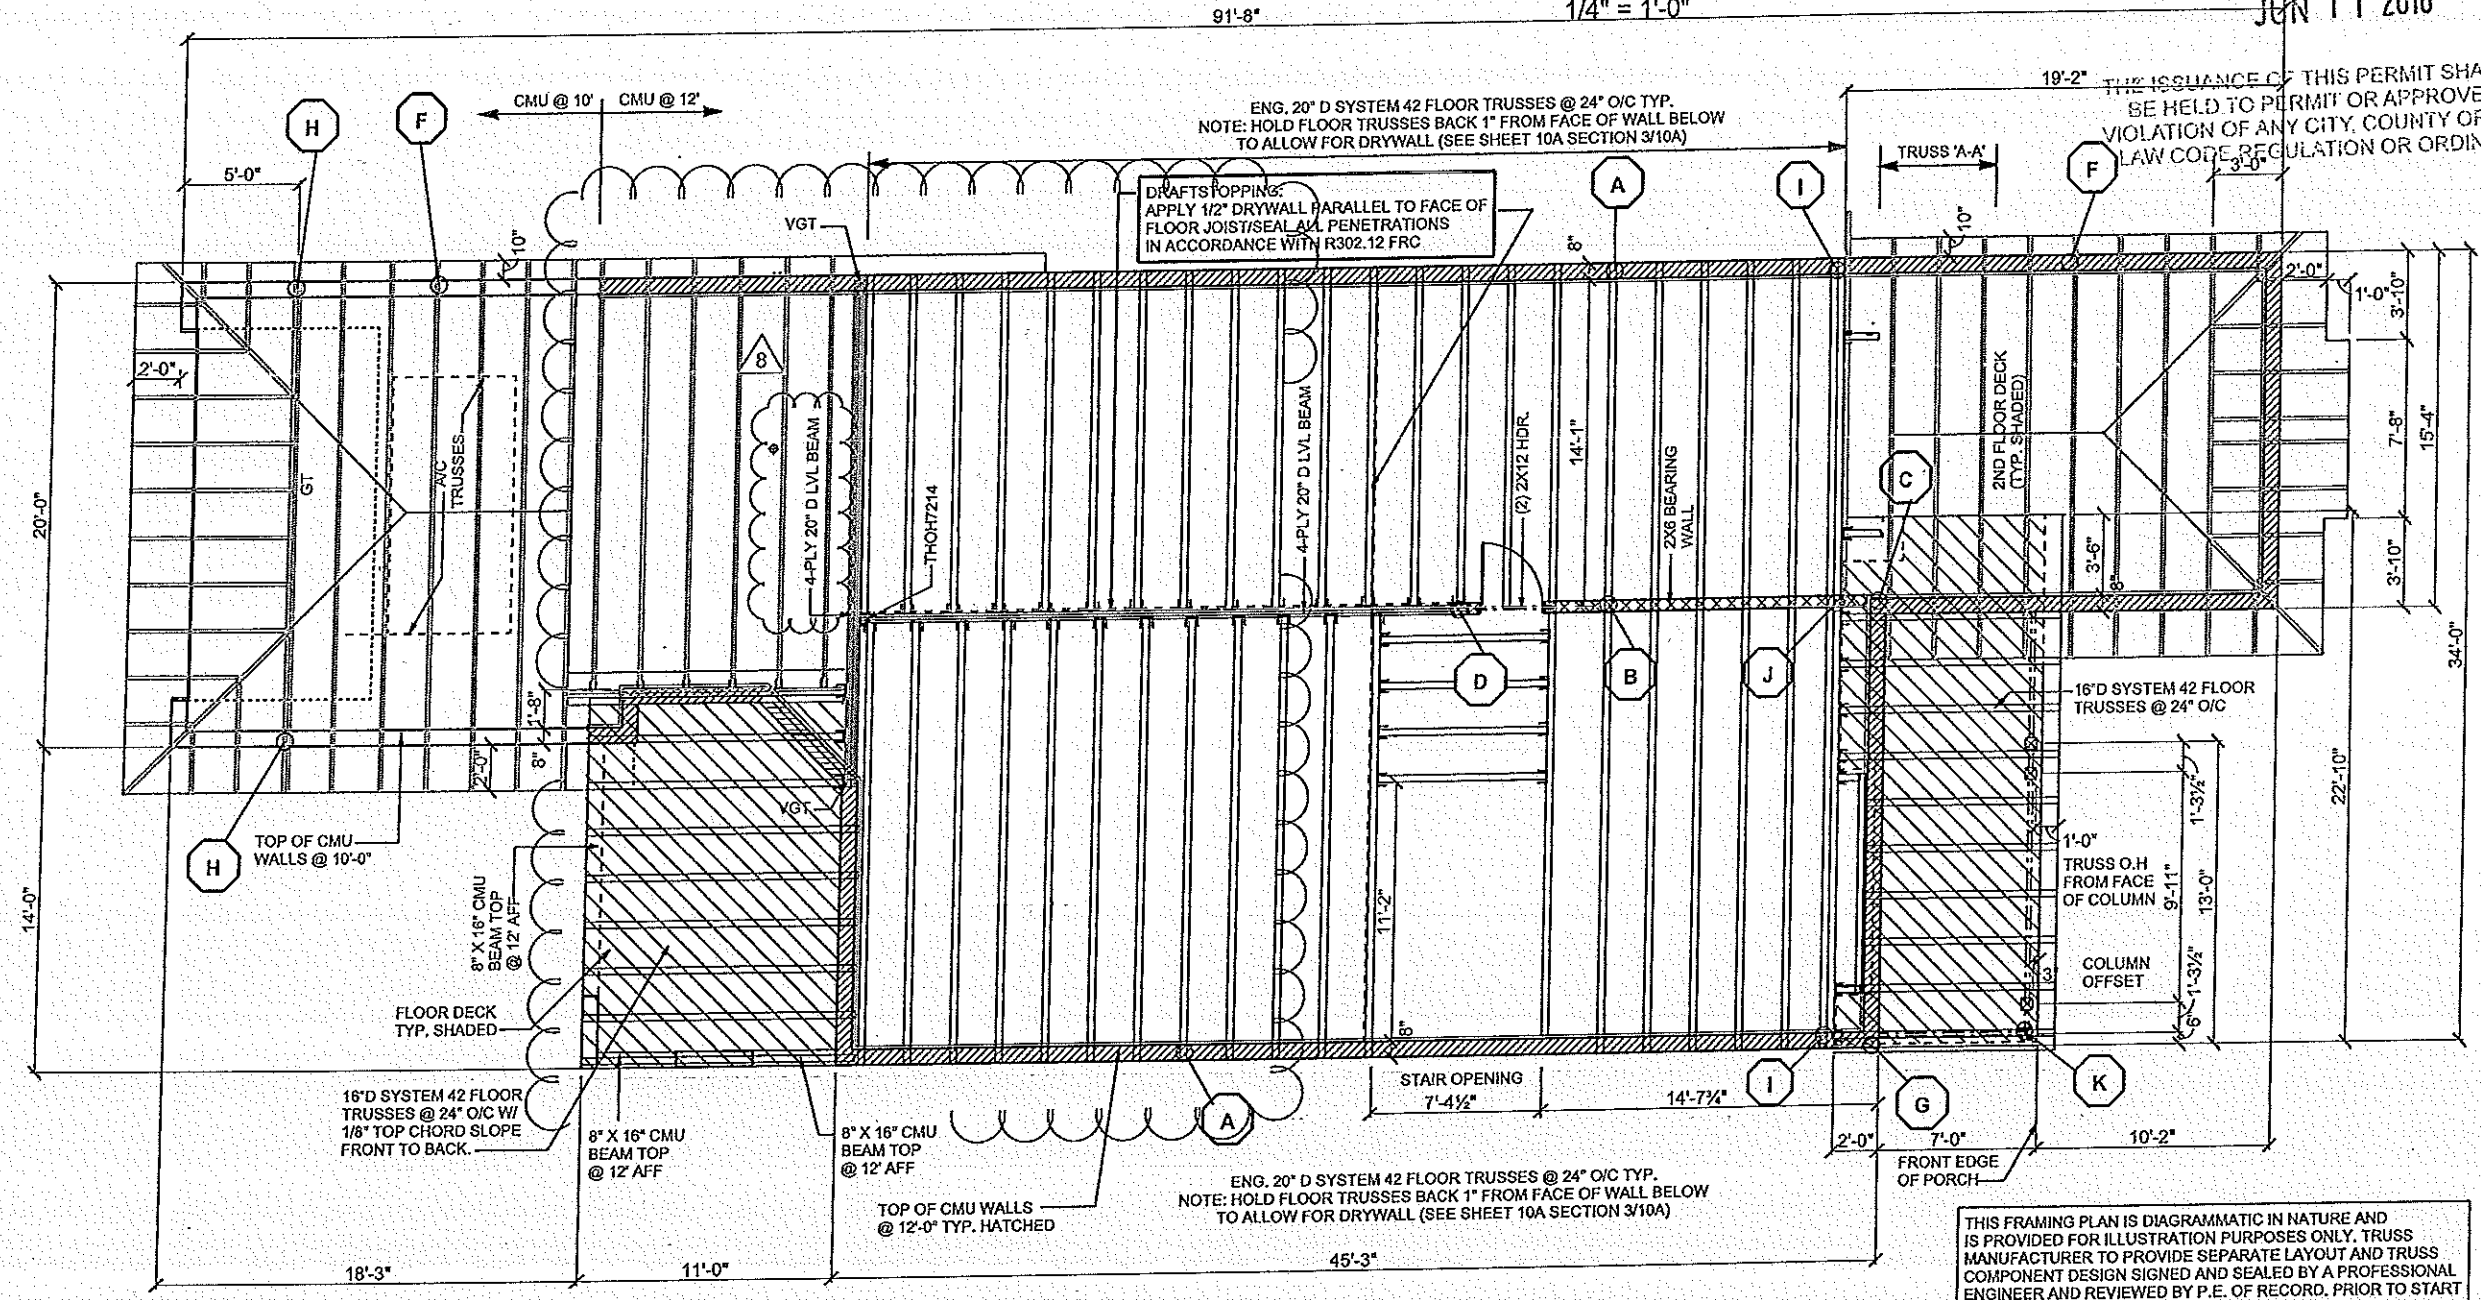 91'-8"
1/4" = 1'-0"
JUN 11 2018
19'-2"
THE ISSUANCE OF THIS PERMIT
BE HELD TO PERMIT OR APPROVE
VIOLATION OF ANY CITY, COUNTY OR
LAW CODE REGULATION OR
CMU @ 10'
CMU @ 12'
H
F
ENG. 20" D SYSTEM 42 FLOOR TRUSSES @ 24" O/C TYP.
NOTE: HOLD FLOOR TRUSSES BACK 1" FROM FACE OF WALL BELOW
TO ALLOW FOR DRYWALL (SEE SHEET 10A SECTION 3/10A)
TRUSS 'A-A'
F
3'-0"
5'-0"
DRAFTSTOPPING:
APPLY 1/2" DRYWALL PARALLEL TO FACE OF
FLOOR JOIST/SEAL ALL PENETRATIONS
IN ACCORDANCE WITH R302.12 FRC
A
I
VGT
10"
8"
10"
2'-0"
1'-0"
3'-10"
8
2'-0"
GT
A/C
TRUSSES
4-PLY 20" D LVL BEAM
THOH7214
4-PLY 20" D LVL BEAM
(2) 2X12 HDR.
14'-1"
2X6 BEARING
WALL
2ND FLOOR DECK
(TYP. SHADED)
C
7'-8"
15'-4"
20'-0"
3'-6"
8"
3'-10"
34'-0"
D
B
J
16"D SYSTEM 42 FLOOR
TRUSSES @ 24" O/C
1'-8"
8"
2'-0"
VGT
22'-10"
1'-3½"
TOP OF CMU
WALLS @ 10'-0"
H
1'-0"
TRUSS O.H
FROM FACE
OF COLUMN
9'-11"
13'-0"
14'-0"
8" X 16" CMU
BEAM TOP
@ 12' AFF
11'-2"
COLUMN
OFFSET
3"
1'-3½"
6"
FLOOR DECK
TYP. SHADED
8"
16"D SYSTEM 42 FLOOR
TRUSSES @ 24" O/C W/
1/8" TOP CHORD SLOPE
FRONT TO BACK.
8" X 16" CMU
BEAM TOP
@ 12' AFF
8" X 16" CMU
BEAM TOP
@ 12' AFF
A
STAIR OPENING
7'-4½"
14'-7¾"
I
G
K
2'-0"
7'-0"
10'-2"
FRONT EDGE
OF PORCH
TOP OF CMU WALLS
@ 12'-0" TYP. HATCHED
ENG. 20" D SYSTEM 42 FLOOR TRUSSES @ 24" O/C TYP.
NOTE: HOLD FLOOR TRUSSES BACK 1" FROM FACE OF WALL BELOW
TO ALLOW FOR DRYWALL (SEE SHEET 10A SECTION 3/10A)
18'-3"
11'-0"
45'-3"
THIS FRAMING PLAN IS DIAGRAMMATIC IN NATURE AND
IS PROVIDED FOR ILLUSTRATION PURPOSES ONLY. TRUSS
MANUFACTURER TO PROVIDE SEPARATE LAYOUT AND TRUSS
COMPONENT DESIGN SIGNED AND SEALED BY A PROFESSIONAL
ENGINEER AND REVIEWED BY P.E. OF RECORD. PRIOR TO START